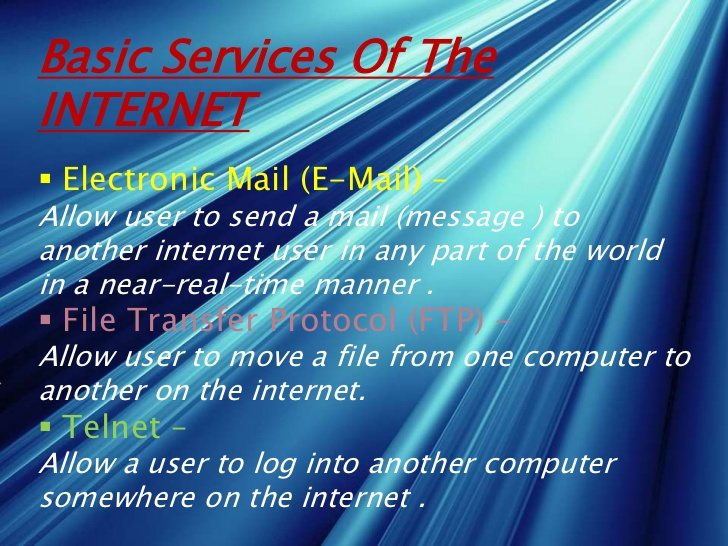 Basic Services Of The
INTERNET
▪ Electronic Mail (E-Mail) –
Allow user to send a mail (message ) to
another internet user in any part of the world
in a near-real-time manner .
▪ File Transfer Protocol (FTP) –
Allow user to move a file from one computer to
another on the internet.
▪ Telnet –
Allow a user to log into another computer
somewhere on the internet .